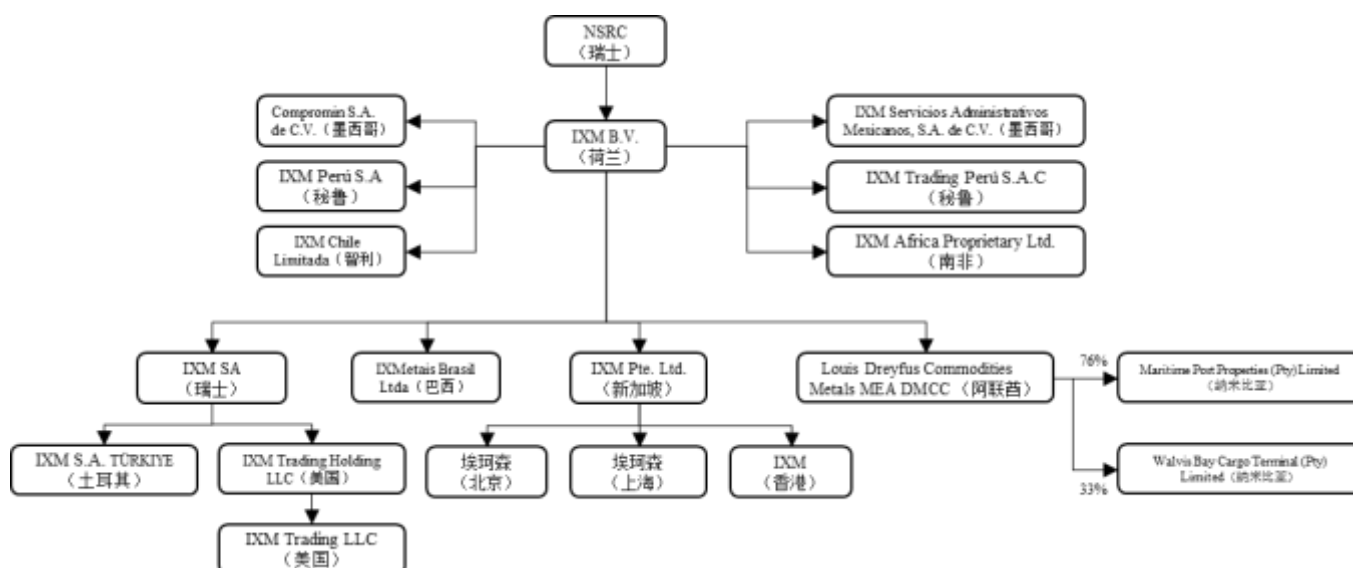 NSRC
（瑞士）
Compromin S.A.
de C.V.（墨西哥）
IXM B.V.
（荷兰）
IXM Servicios Administrativos
Mexicanos, S.A. de C.V.（墨西哥）
IXM Perú S.A
（秘鲁）
IXM Trading Perú S.A.C
（秘鲁）
IXM Chile
Limitada（智利）
IXM Africa Proprietary Ltd.
（南非）
IXM SA
（瑞士）
IXMetais Brasil
Ltda（巴西）
IXM Pte. Ltd.
（新加坡）
Louis Dreyfus Commodities
Metals MEA DMCC（阿联酋）
76%
Maritime Port Properties (Pty) Limited
（纳米比亚）
IXM S.A. TÜRKIYE
（土耳其）
IXM Trading Holding
LLC（美国）
埃珂森
（北京）
埃珂森
（上海）
IXM
（香港）
33%
Walvis Bay Cargo Terminal (Pty)
Limited（纳米比亚）
IXM Trading LLC
（美国）